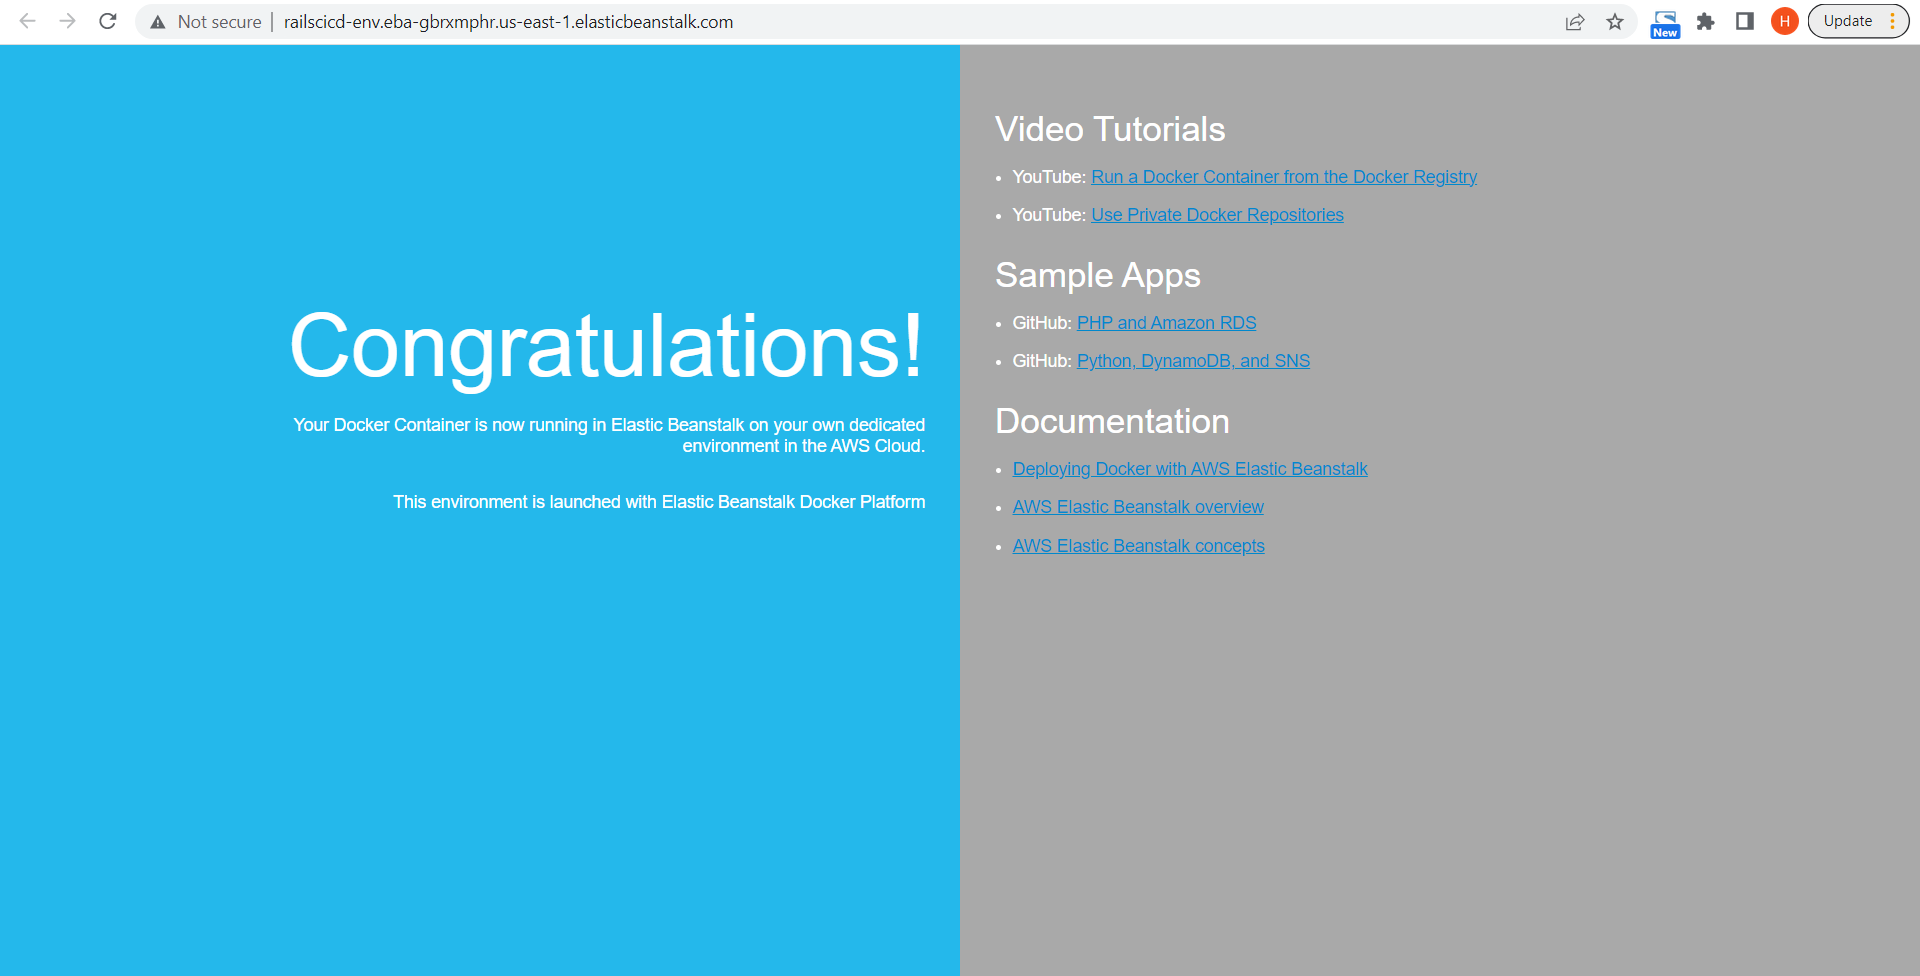 Not secure
railscicd-env.eba-gbrxmphr.us-east-1.elasticbeanstalk.com
New
H
Update
Congratulations!
Your Docker Container is now running in Elastic Beanstalk on your own dedicated
environment in the AWS Cloud.
This environment is launched with Elastic Beanstalk Docker Platform
Video Tutorials
YouTube: Run a Docker Container from the Docker Registry
YouTube: Use Private Docker Repositories
Sample Apps
GitHub: PHP and Amazon RDS
GitHub: Python, DynamoDB, and SNS
Documentation
Deploying Docker with AWS Elastic Beanstalk
AWS Elastic Beanstalk overview
AWS Elastic Beanstalk concepts